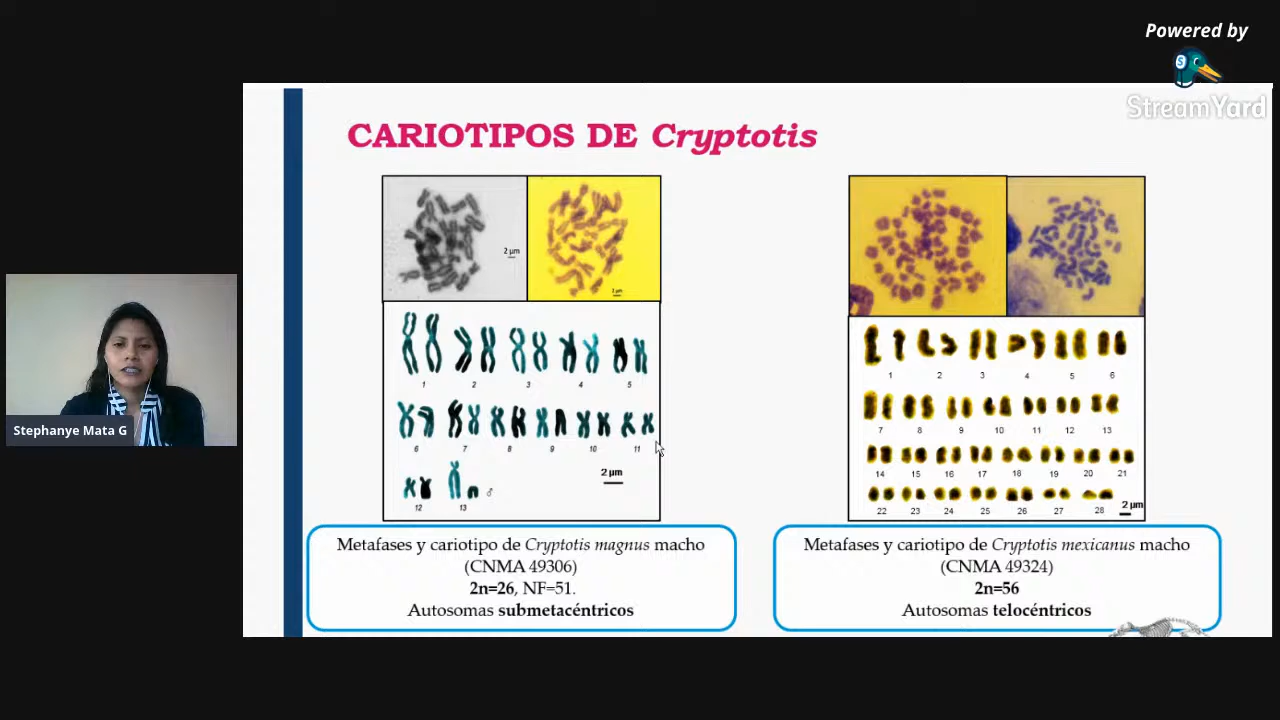 Powered by
StreamYard
CARIOTIPOS DE Cryptotis
2 µm
2 µm
1 2 3 4 5
6 7 8 9 10 11
2 µm
12 13 ♂
1 2 3 4 5 6
7 8 9 10 11 12 13
14 15 16 17 18 19 20 21
22 23 24 25 26 27 28
2 µm
Stephanye Mata G
Metafases y cariotipo de Cryptotis magnus macho
(CNMA 49306)
2n=26, NF=51.
Autosomas submetacéntricos
Metafases y cariotipo de Cryptotis mexicanus macho
(CNMA 49324)
2n=56
Autosomas telocéntricos